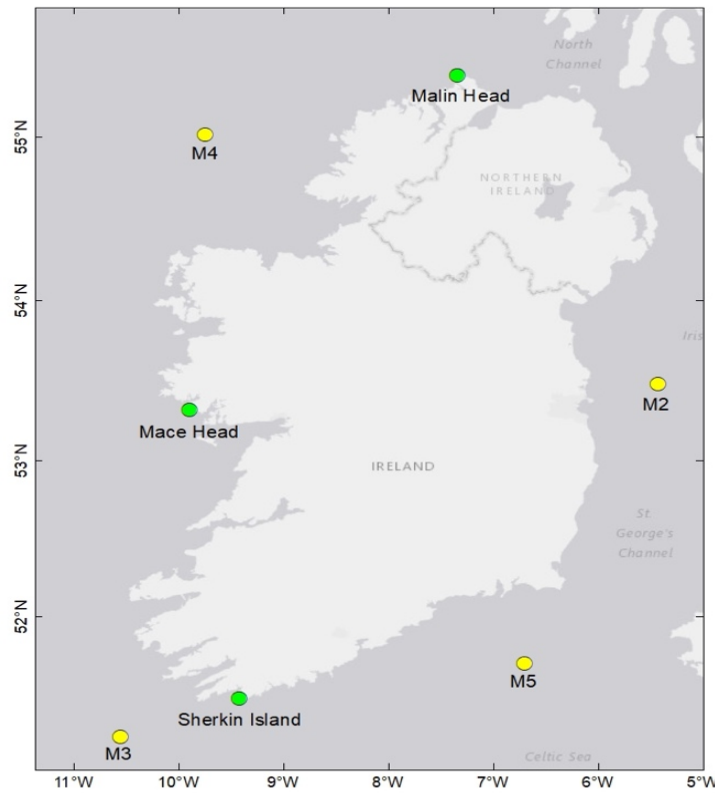 North
Channel
Malin Head
55°N
M4
NORTHERN
IRELAND
54°N
Iris
M2
Mace Head
53°N
IRELAND
St.
George's
Channel
52°N
M5
Sherkin Island
M3
Celtic Sea
11°W
10°W
9°W
8°W
7°W
6°W
5°W